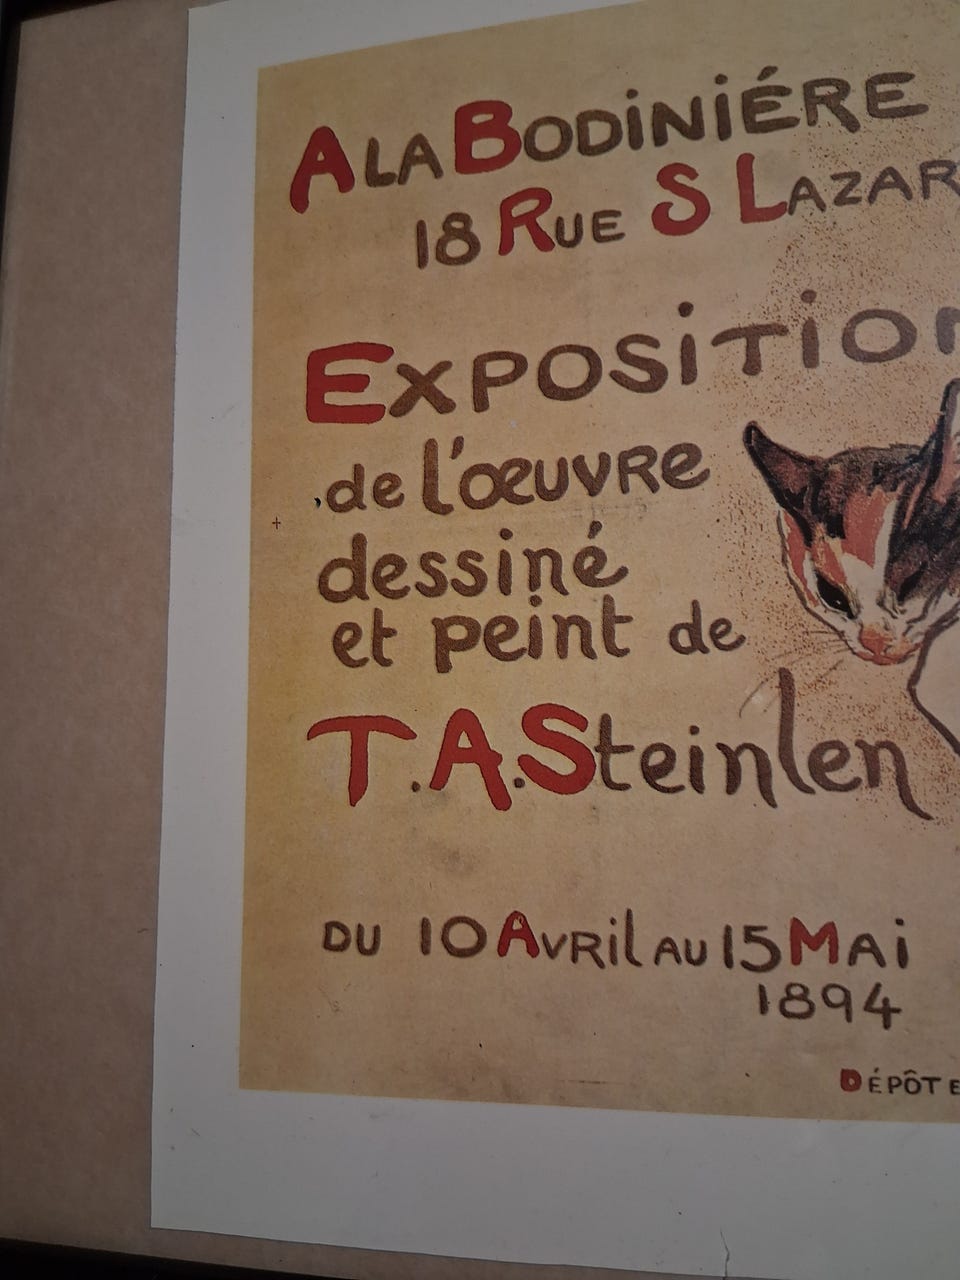 A LA BODINIÉRE
18 RUE S LAZAR
EXPOSITION
de l'œuvre
dessiné
et peint de
T.A.Steinlen
DU 10 AVRIL AU 15 MAI
1894
DÉPÔT E